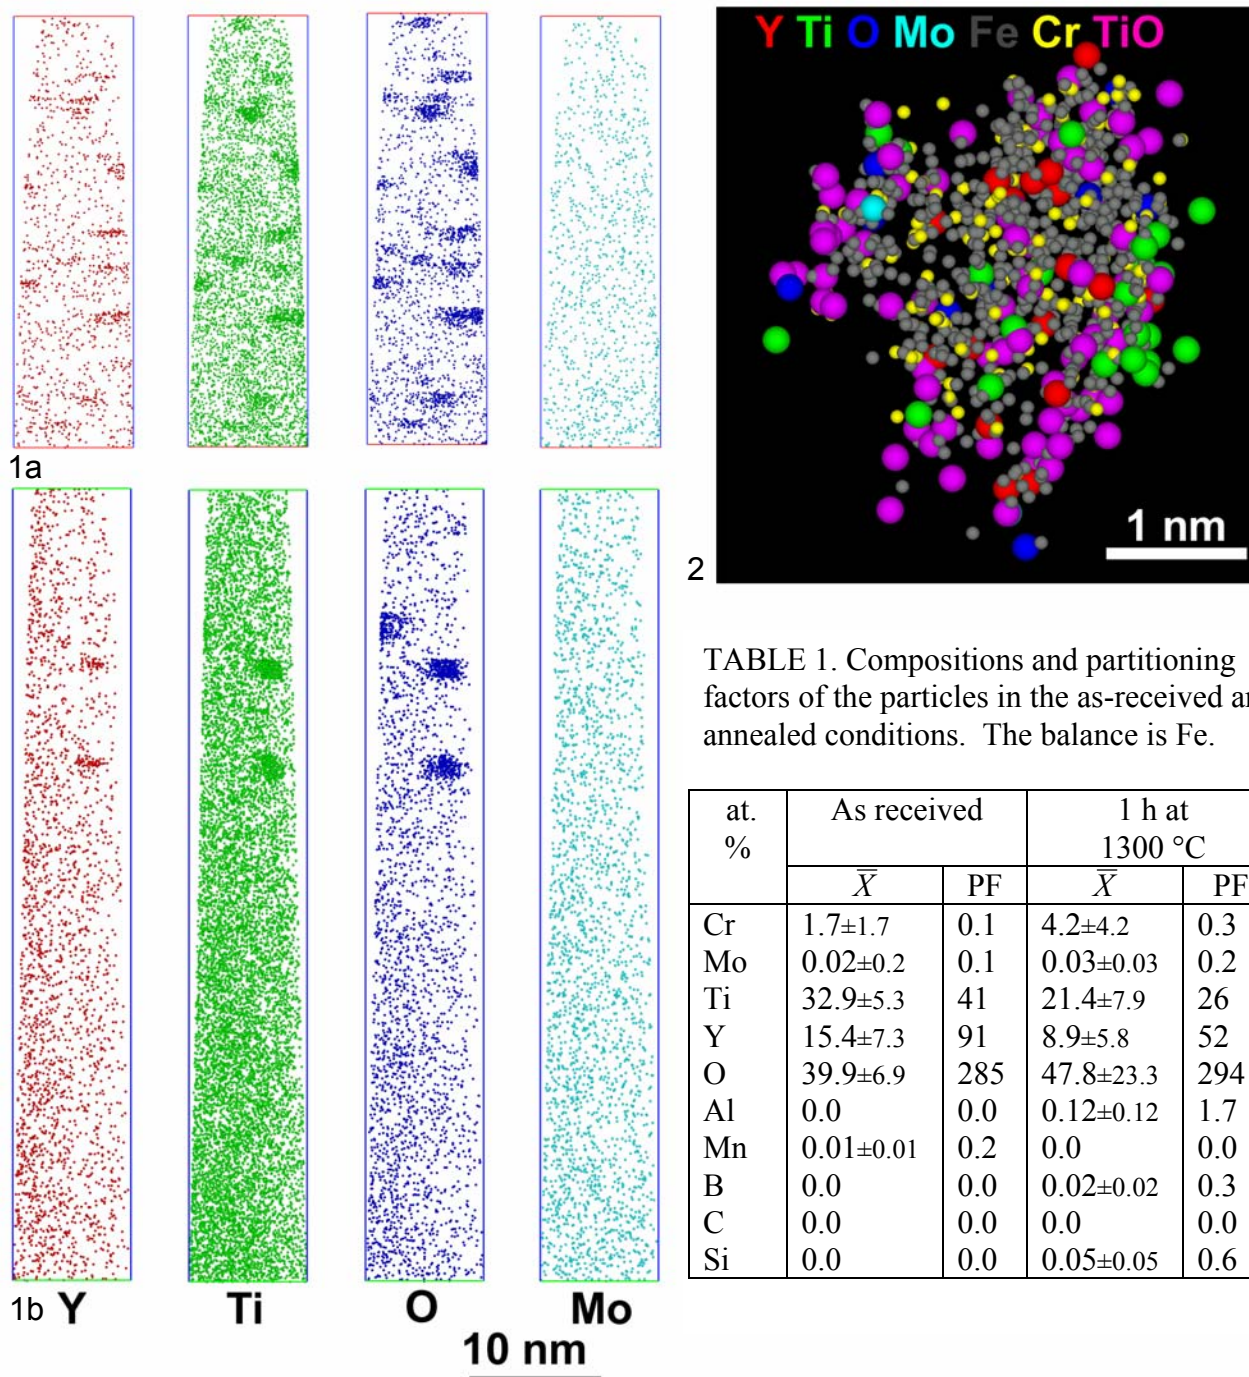 1a
1b Y Ti O Mo
10 nm
Y Ti O Mo Fe Cr TiO
1 nm
2
TABLE 1. Compositions and partitioning
factors of the particles in the as-received
annealed conditions. The balance is Fe.
at. % As received 1 h at 1300 °C
X̅ PF X̅ PF
Cr 1.7±1.7 0.1 4.2±4.2 0.3
Mo 0.02±0.2 0.1 0.03±0.03 0.2
Ti 32.9±5.3 41 21.4±7.9 26
Y 15.4±7.3 91 8.9±5.8 52
O 39.9±6.9 285 47.8±23.3 294
Al 0.0 0.0 0.12±0.12 1.7
Mn 0.01±0.01 0.2 0.0 0.0
B 0.0 0.0 0.02±0.02 0.3
C 0.0 0.0 0.0 0.0
Si 0.0 0.0 0.05±0.05 0.6